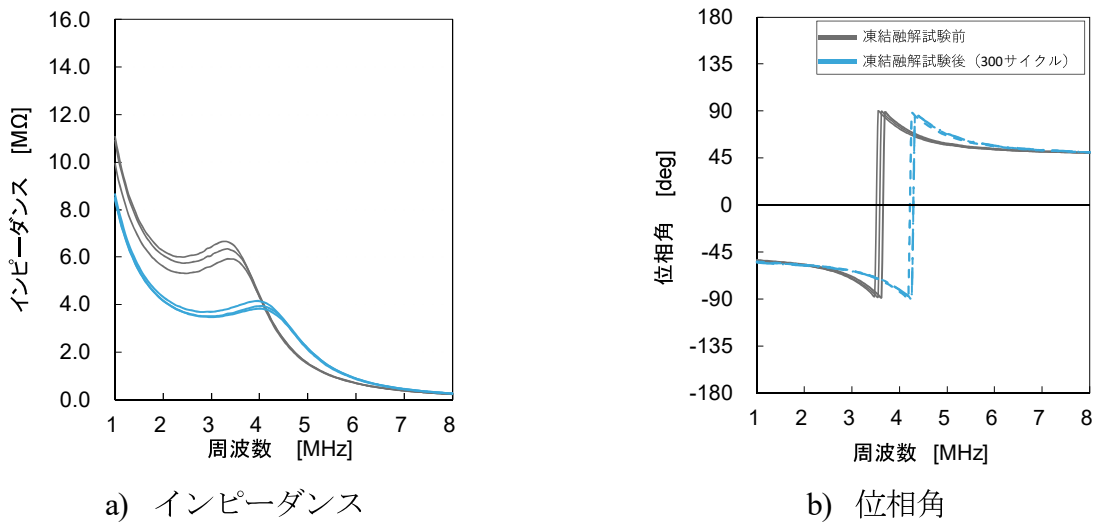 16.0
14.0
12.0
10.0
8.0
6.0
4.0
2.0
0.0
インピーダンス [MΩ]
1 2 3 4 5 6 7 8
周波数 [MHz]
a) インピーダンス
180
135
90
45
0
-45
-90
-135
-180
位相角 [deg]
凍結融解試験前
凍結融解試験後（300サイクル）
1 2 3 4 5 6 7 8
周波数 [MHz]
b) 位相角